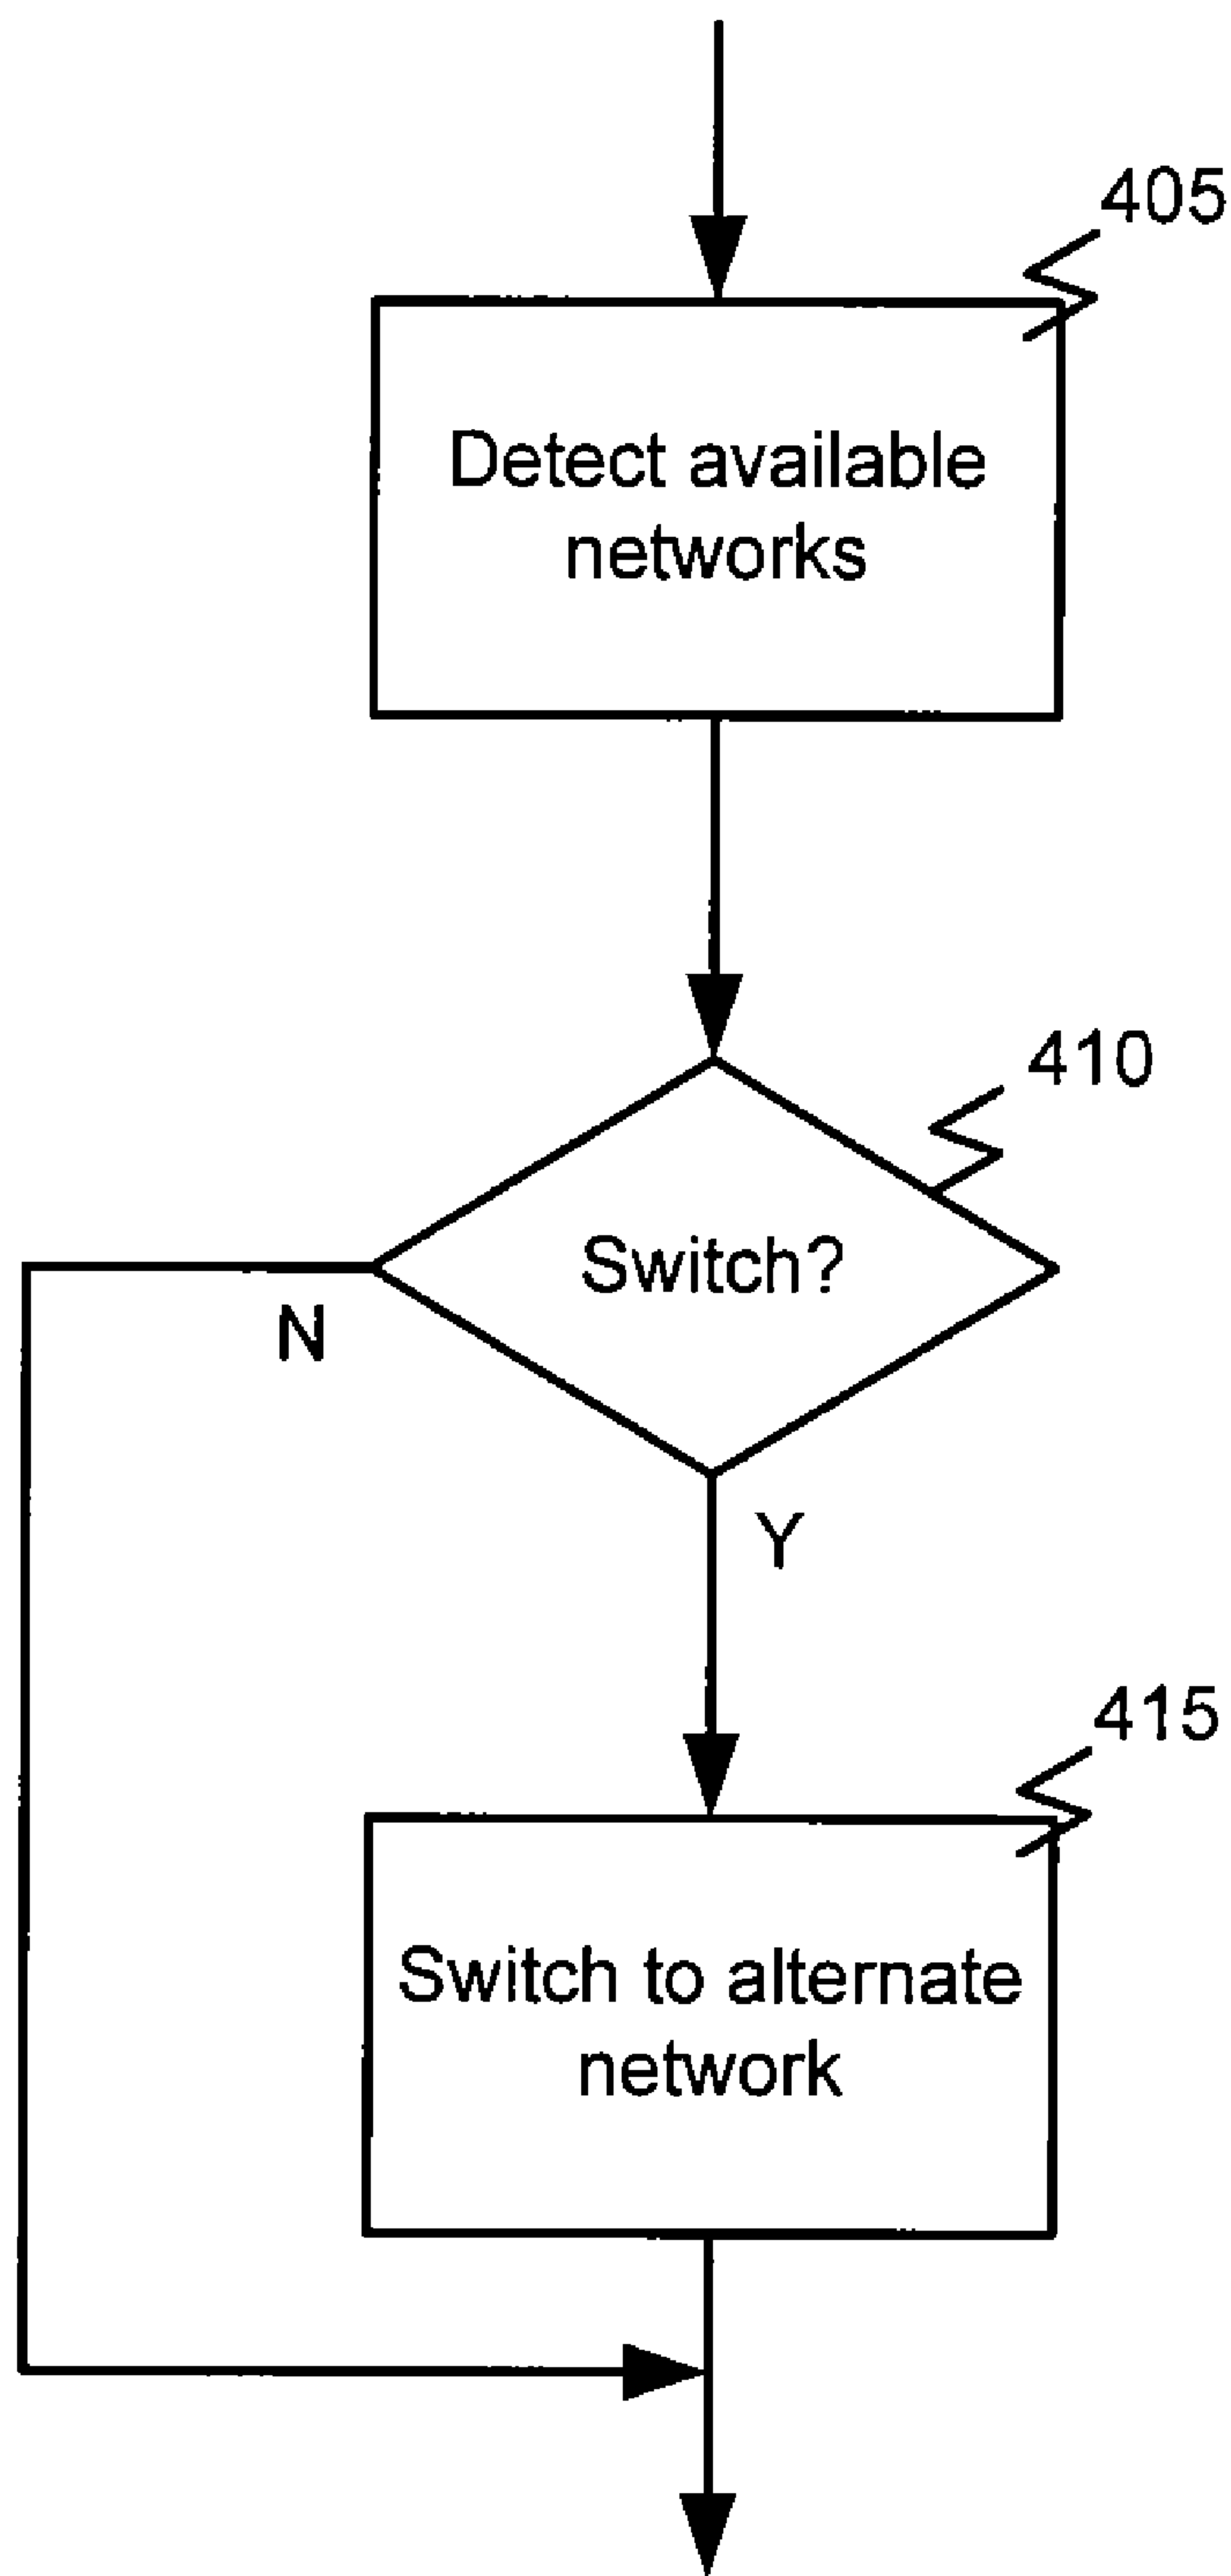 405
Detect available
networks
410
Switch?
N
Y
415
Switch to alternate
network